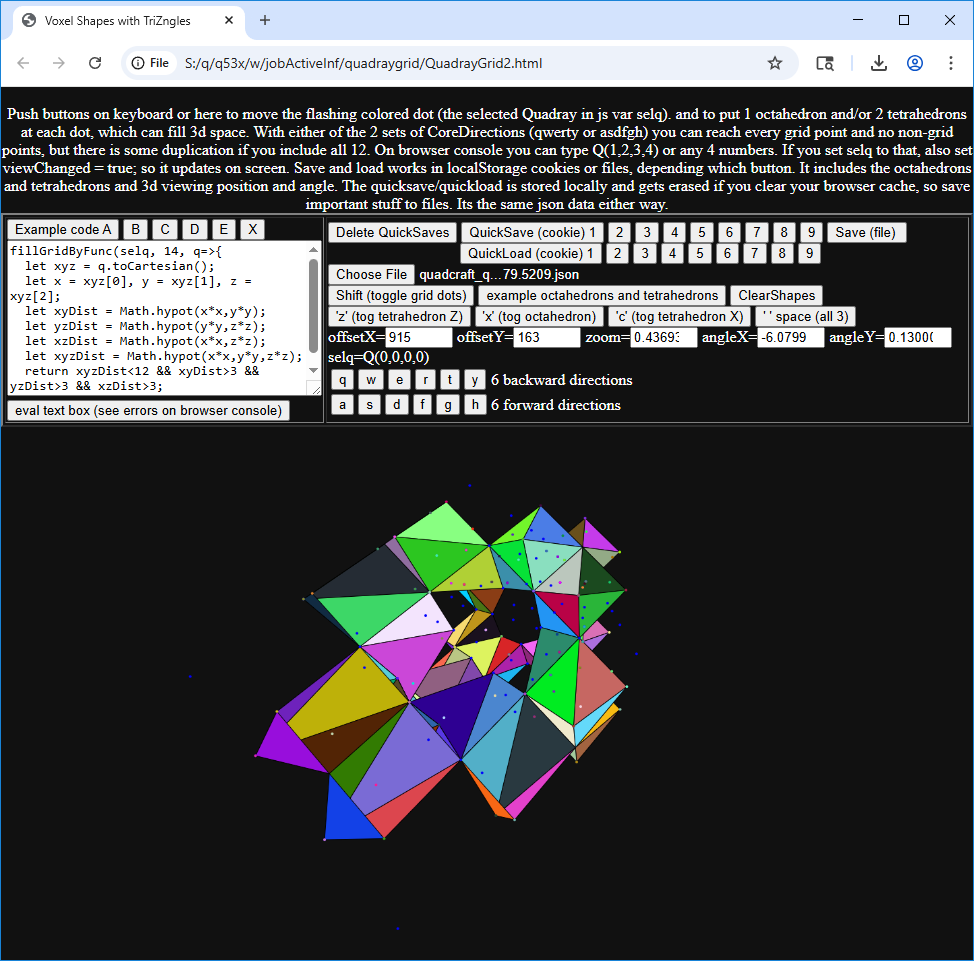 Voxel Shapes with TriZngles
File S:/q/q53x/w/jobActiveInf/quadraygrid/QuadrayGrid2.html
Push buttons on keyboard or here to move the flashing colored dot (the selected Quadray in js var selq). and to put 1 octahedron and/or 2 tetrahedrons
at each dot, which can fill 3d space. With either of the 2 sets of CoreDirections (qwerty or asdfgh) you can reach every grid point and no non-grid
points, but there is some duplication if you include all 12. On browser console you can type Q(1,2,3,4) or any 4 numbers. If you set selq to that, also set
viewChanged = true; so it updates on screen. Save and load works in localStorage cookies or files, depending which button. It includes the octahedrons
and tetrahedrons and 3d viewing position and angle. The quicksave/quickload is stored locally and gets erased if you clear your browser cache, so save
important stuff to files. Its the same json data either way.
Example code A B C D E X
fillGridByFunc(selq, 14, q=>{
let xyz = q.toCartesian();
let x = xyz[0], y = xyz[1], z =
xyz[2];
let xyDist = Math.hypot(x*x,y*y);
let yzDist = Math.hypot(y*y,z*z);
let xzDist = Math.hypot(x*x,z*z);
let xyzDist = Math.hypot(x*x,y*y,z*z);
return xyzDist<12 && xyDist>3 &&
yzDist>3 && xzDist>3;
eval text box (see errors on browser console)
Delete QuickSaves QuickSave (cookie) 1 2 3 4 5 6 7 8 9 Save (file)
QuickLoad (cookie) 1 2 3 4 5 6 7 8 9
Choose File quadcraft_q...79.5209.json
Shift (toggle grid dots) example octahedrons and tetrahedrons ClearShapes
'z' (tog tetrahedron Z) 'x' (tog octahedron) 'c' (tog tetrahedron X) ' ' space (all 3)
offsetX= 915 offsetY= 163 zoom= 0.4369 angleX= -6.0799 angleY= 0.1300
selq=Q(0,0,0,0)
q w e r t y 6 backward directions
a s d f g h 6 forward directions